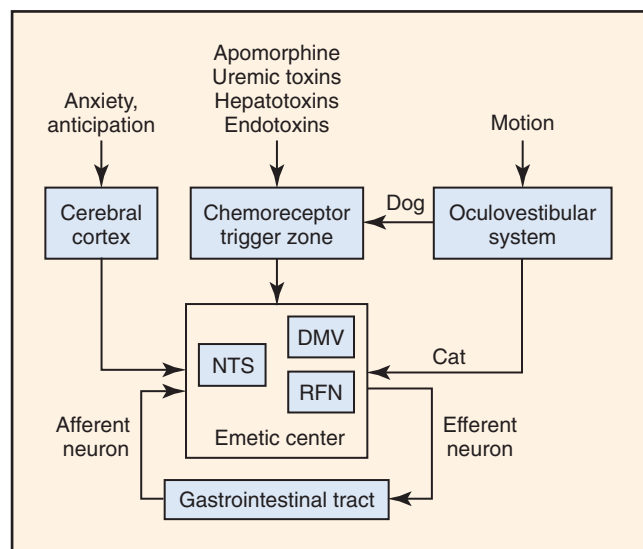 Apomorphine
Uremic toxins
Hepatotoxins
Endotoxins
Anxiety,
anticipation
Motion
Cerebral
cortex
Chemoreceptor
trigger zone
Dog
Oculovestibular
system
NTS
DMV
RFN
Emetic center
Cat
Afferent
neuron
Efferent
neuron
Gastrointestinal tract